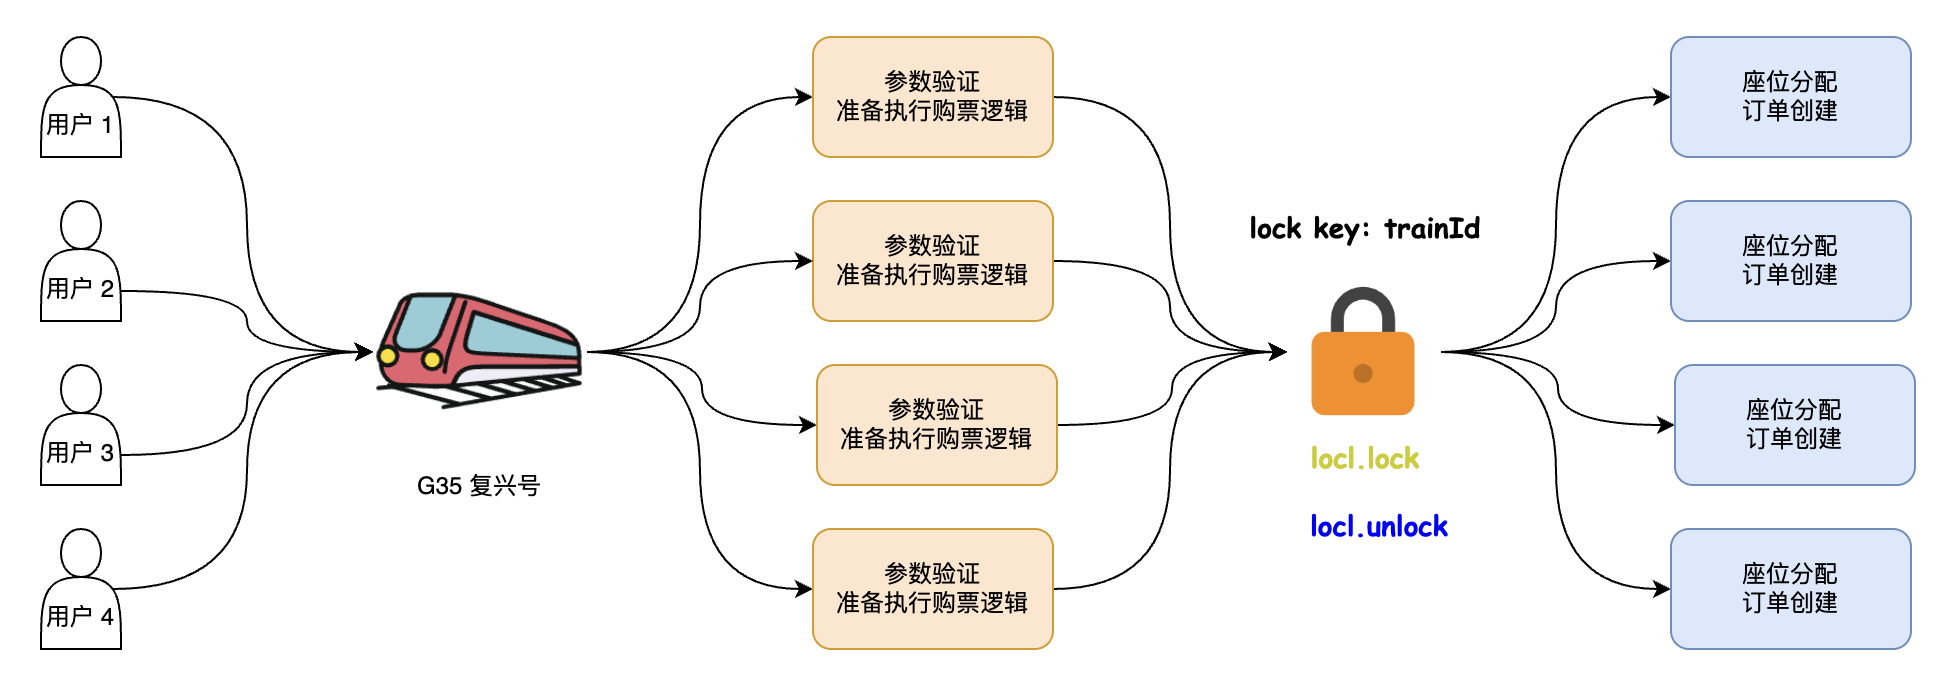 用户 1
用户 2
用户 3
用户 4
G35 复兴号
参数验证
准备执行购票逻辑
参数验证
准备执行购票逻辑
参数验证
准备执行购票逻辑
参数验证
准备执行购票逻辑
lock key: trainId
locl.lock
locl.unlock
座位分配
订单创建
座位分配
订单创建
座位分配
订单创建
座位分配
订单创建